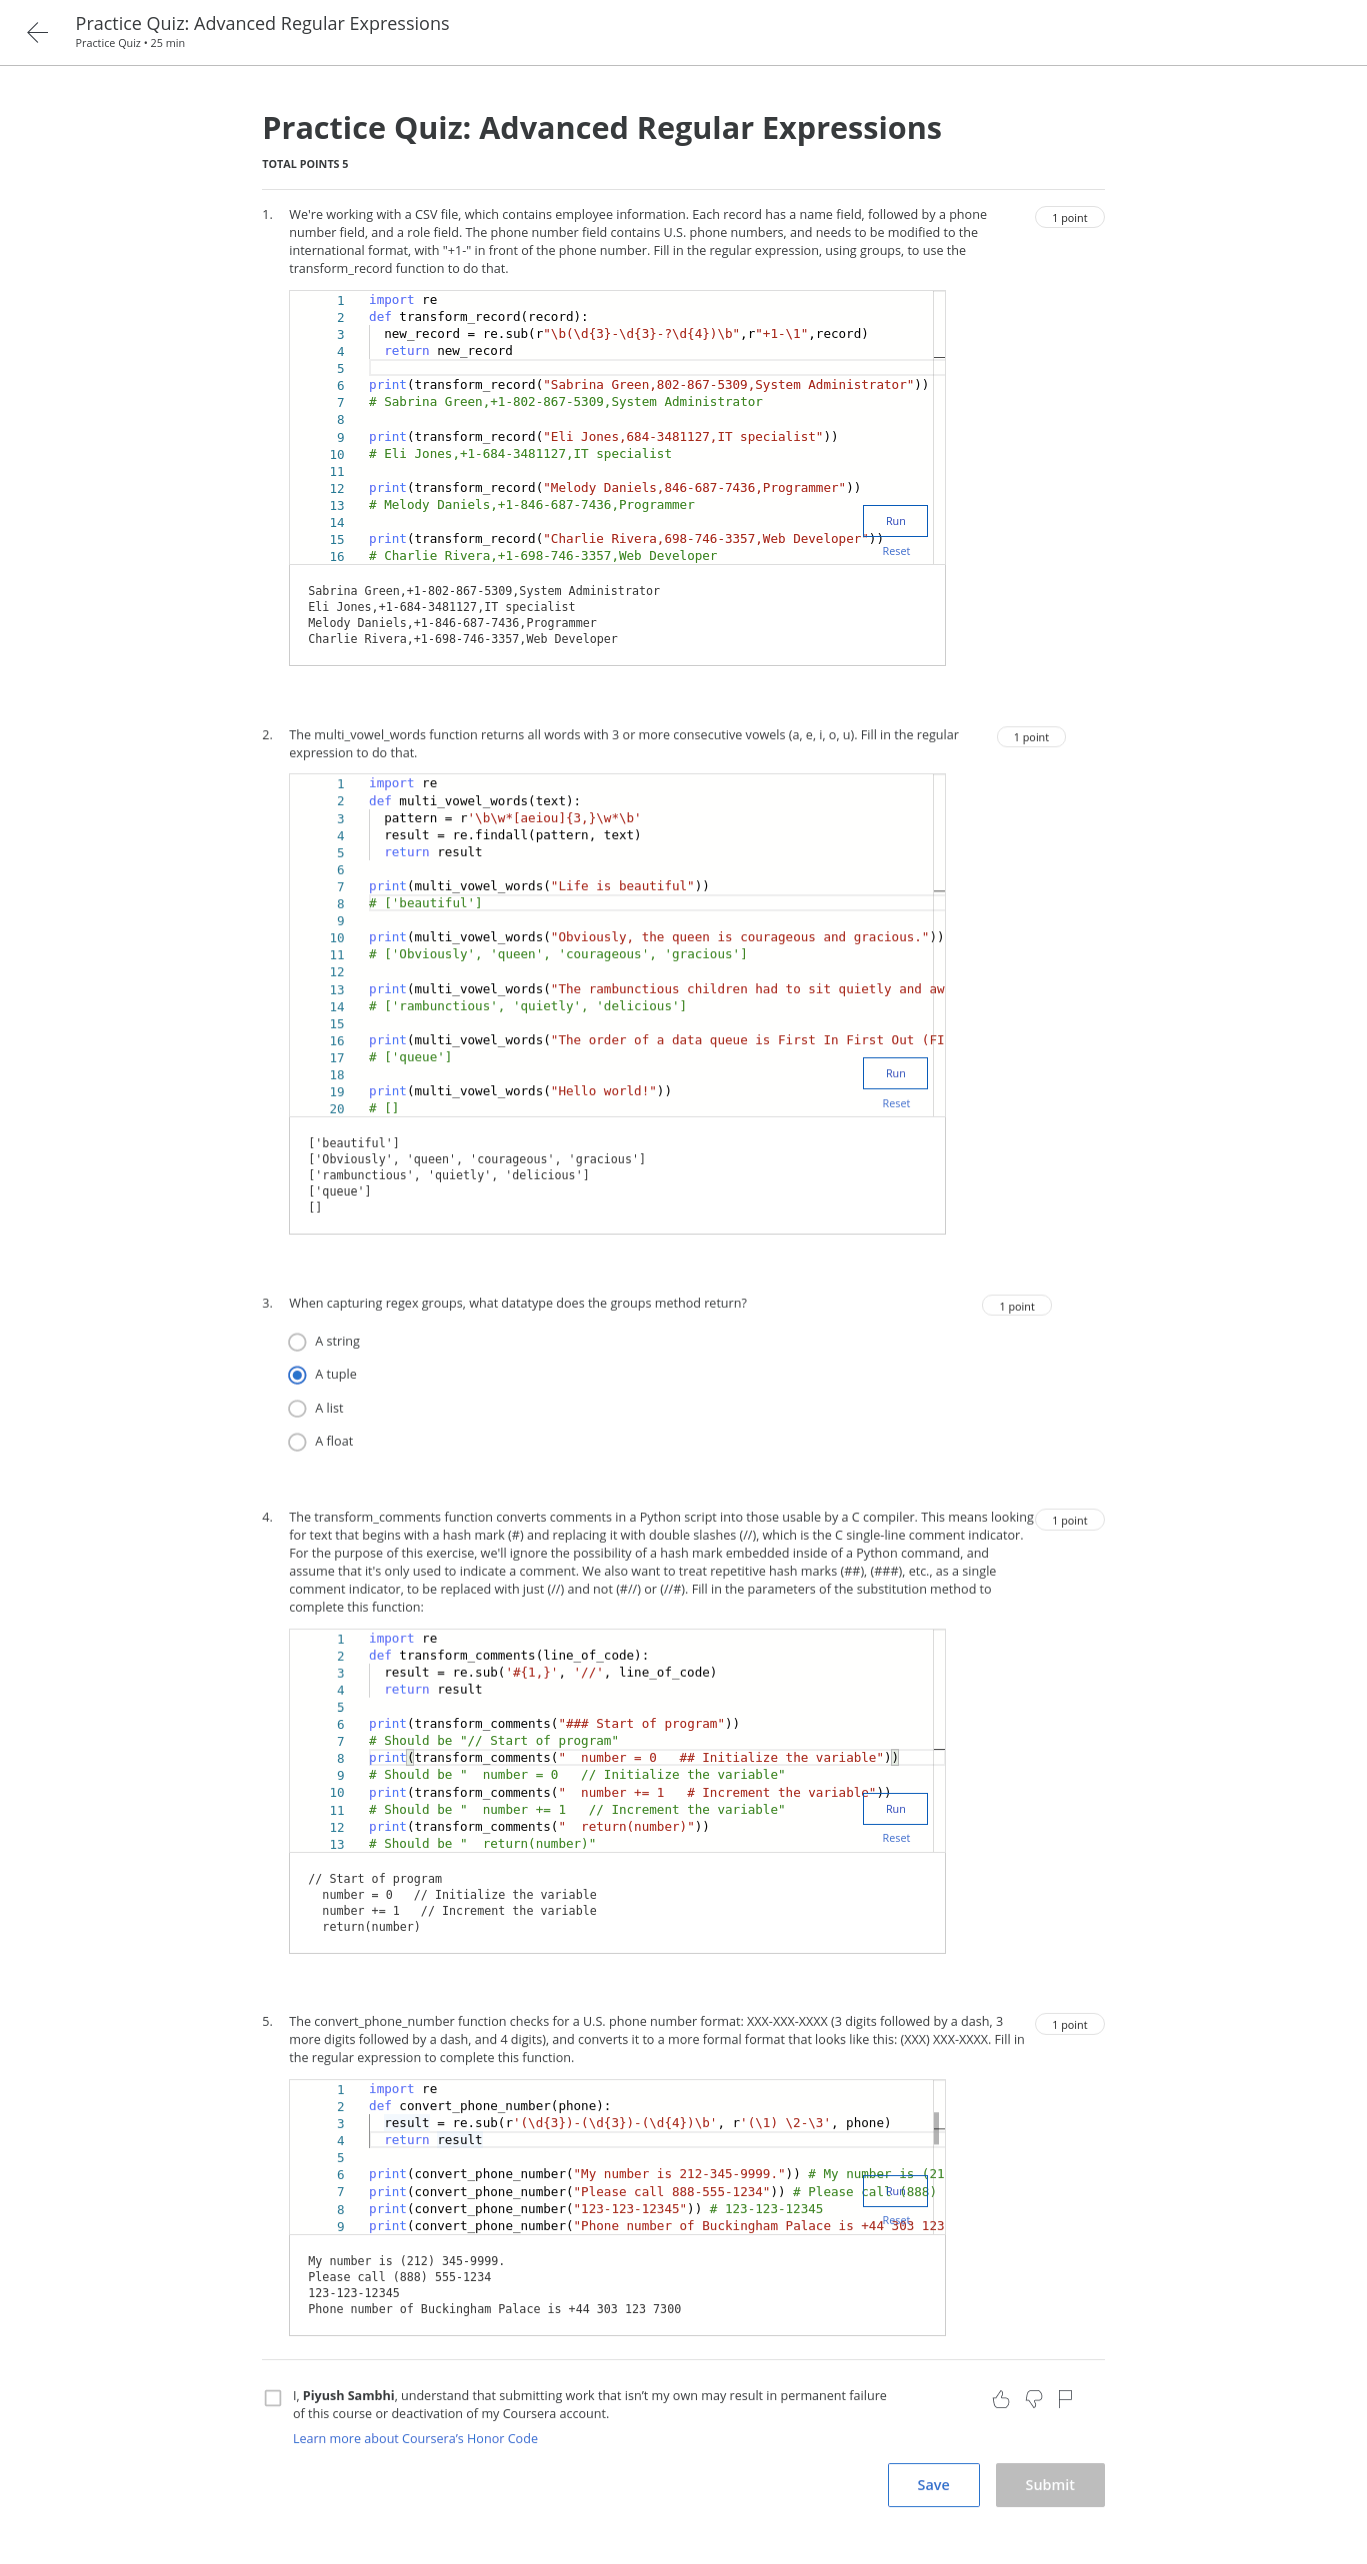 Practice Quiz: Advanced Regular Expressions
Practice Quiz • 25 min
Practice Quiz: Advanced Regular Expressions
TOTAL POINTS 5
1. We're working with a CSV file, which contains employee information. Each record has a name field, followed by a phone
1 point
number field, and a role field. The phone number field contains U.S. phone numbers, and needs to be modified to the
international format, with "+1-" in front of the phone number. Fill in the regular expression, using groups, to use the
transform_record function to do that.
1 import re
2 def transform_record(record):
3   new_record = re.sub(r"\b(\d{3}-\d{3}-?\d{4})\b",r"+1-\1",record)
4   return new_record
5
6 print(transform_record("Sabrina Green,802-867-5309,System Administrator"))
7 # Sabrina Green,+1-802-867-5309,System Administrator
8
9 print(transform_record("Eli Jones,684-3481127,IT specialist"))
10 # Eli Jones,+1-684-3481127,IT specialist
11
12 print(transform_record("Melody Daniels,846-687-7436,Programmer"))
13 # Melody Daniels,+1-846-687-7436,Programmer
14
Run
15 print(transform_record("Charlie Rivera,698-746-3357,Web Developer"))
16 # Charlie Rivera,+1-698-746-3357,Web Developer
Reset
Sabrina Green,+1-802-867-5309,System Administrator
Eli Jones,+1-684-3481127,IT specialist
Melody Daniels,+1-846-687-7436,Programmer
Charlie Rivera,+1-698-746-3357,Web Developer
2. The multi_vowel_words function returns all words with 3 or more consecutive vowels (a, e, i, o, u). Fill in the regular
1 point
expression to do that.
1 import re
2 def multi_vowel_words(text):
3   pattern = r'\b\w*[aeiou]{3,}\w*\b'
4   result = re.findall(pattern, text)
5   return result
6
7 print(multi_vowel_words("Life is beautiful"))
8 # ['beautiful']
9
10 print(multi_vowel_words("Obviously, the queen is courageous and gracious."))
11 # ['Obviously', 'queen', 'courageous', 'gracious']
12
13 print(multi_vowel_words("The rambunctious children had to sit quietly and aw
14 # ['rambunctious', 'quietly', 'delicious']
15
16 print(multi_vowel_words("The order of a data queue is First In First Out (FI
17 # ['queue']
18
Run
19 print(multi_vowel_words("Hello world!"))
20 # []
Reset
['beautiful']
['Obviously', 'queen', 'courageous', 'gracious']
['rambunctious', 'quietly', 'delicious']
['queue']
[]
3. When capturing regex groups, what datatype does the groups method return?
1 point
A string
A tuple
A list
A float
4. The transform_comments function converts comments in a Python script into those usable by a C compiler. This means looking
1 point
for text that begins with a hash mark (#) and replacing it with double slashes (//), which is the C single-line comment indicator.
For the purpose of this exercise, we'll ignore the possibility of a hash mark embedded inside of a Python command, and
assume that it's only used to indicate a comment. We also want to treat repetitive hash marks (##), (###), etc., as a single
comment indicator, to be replaced with just (//) and not (#//) or (//#). Fill in the parameters of the substitution method to
complete this function:
1 import re
2 def transform_comments(line_of_code):
3   result = re.sub('#{1,}', '//', line_of_code)
4   return result
5
6 print(transform_comments("### Start of program"))
7 # Should be "// Start of program"
8 print(transform_comments("  number = 0   ## Initialize the variable"))
9 # Should be "  number = 0   // Initialize the variable"
10 print(transform_comments("  number += 1   # Increment the variable"))
11 # Should be "  number += 1   // Increment the variable"
Run
12 print(transform_comments("  return(number)"))
13 # Should be "  return(number)"
Reset
// Start of program
  number = 0   // Initialize the variable
  number += 1   // Increment the variable
  return(number)
5. The convert_phone_number function checks for a U.S. phone number format: XXX-XXX-XXXX (3 digits followed by a dash, 3
1 point
more digits followed by a dash, and 4 digits), and converts it to a more formal format that looks like this: (XXX) XXX-XXXX. Fill in
the regular expression to complete this function.
1 import re
2 def convert_phone_number(phone):
3   result = re.sub(r'(\d{3})-(\d{3})-(\d{4})\b', r'(\1) \2-\3', phone)
4   return result
5
6 print(convert_phone_number("My number is 212-345-9999.")) # My number is (21
7 print(convert_phone_number("Please call 888-555-1234")) # Please call (888)
Run
8 print(convert_phone_number("123-123-12345")) # 123-123-12345
9 print(convert_phone_number("Phone number of Buckingham Palace is +44 303 123
Reset
My number is (212) 345-9999.
Please call (888) 555-1234
123-123-12345
Phone number of Buckingham Palace is +44 303 123 7300
I, Piyush Sambhi, understand that submitting work that isn't my own may result in permanent failure
of this course or deactivation of my Coursera account.
Learn more about Coursera's Honor Code
Save
Submit